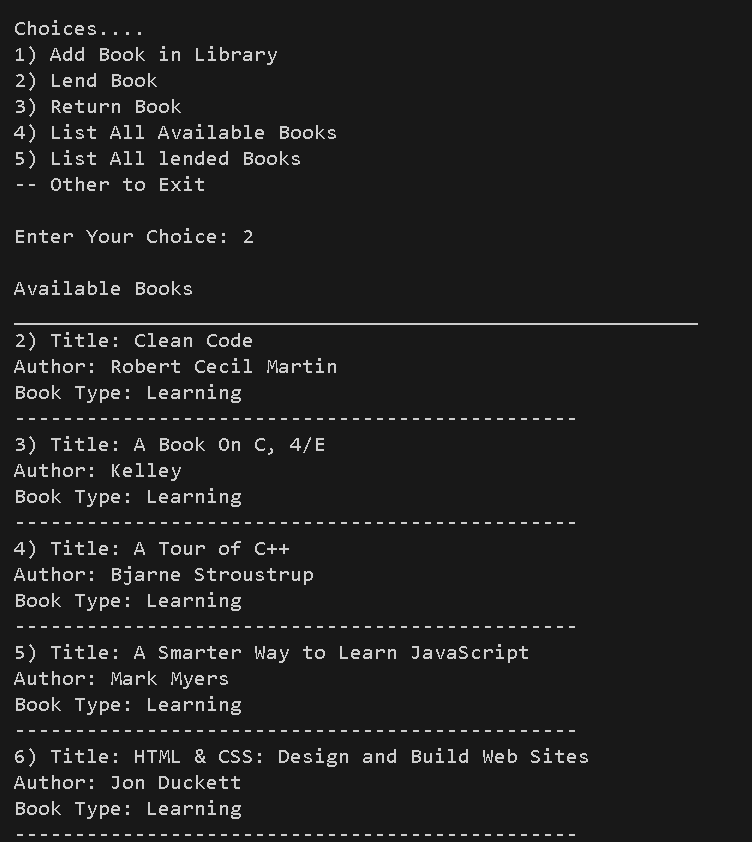 Choices....
1) Add Book in Library
2) Lend Book
3) Return Book
4) List All Available Books
5) List All lended Books
-- Other to Exit
Enter Your Choice: 2
Available Books
_________________________________________________________
2) Title: Clean Code
Author: Robert Cecil Martin
Book Type: Learning
-----------------------------------------------
3) Title: A Book On C, 4/E
Author: Kelley
Book Type: Learning
-----------------------------------------------
4) Title: A Tour of C++
Author: Bjarne Stroustrup
Book Type: Learning
-----------------------------------------------
5) Title: A Smarter Way to Learn JavaScript
Author: Mark Myers
Book Type: Learning
-----------------------------------------------
6) Title: HTML & CSS: Design and Build Web Sites
Author: Jon Duckett
Book Type: Learning
-----------------------------------------------